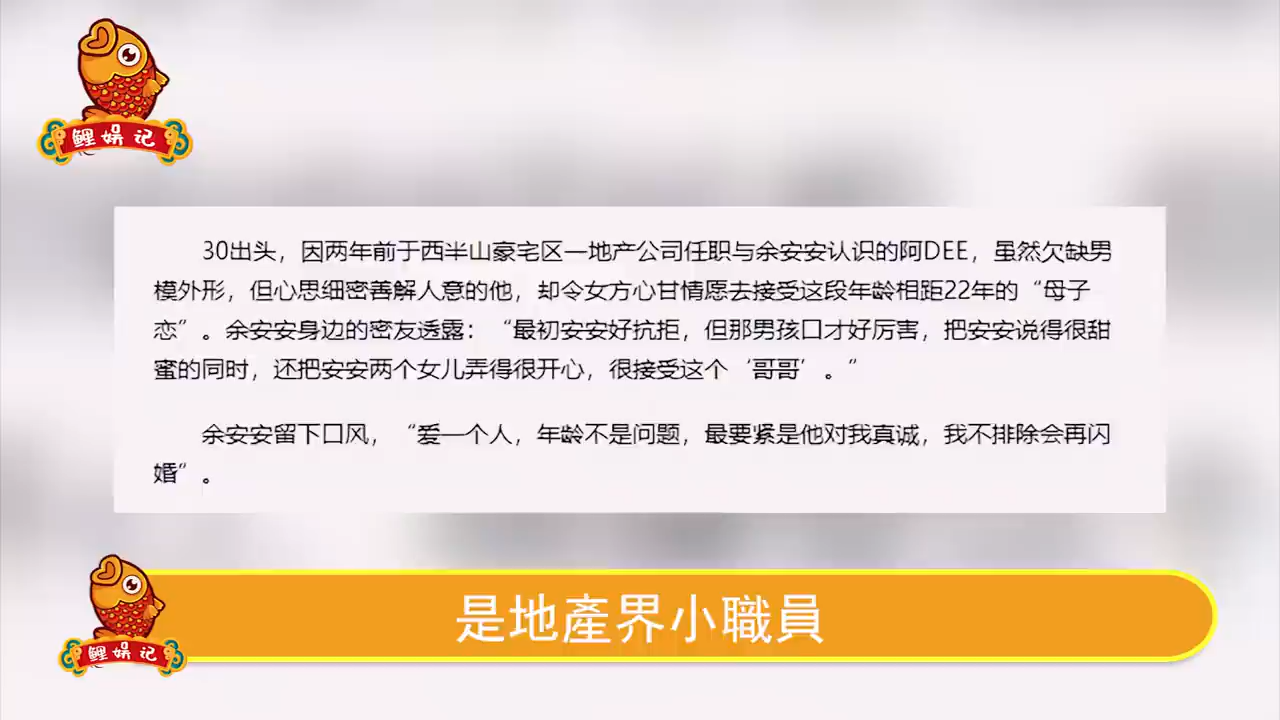 鲤娱记
30出头，因两年前于西半山豪宅区一地产公司任职与余安安认识的阿DEE，虽然欠缺男
模外形，但心思细密善解人意的他，却令女方心甘情愿去接受这段年龄相距22年的“母子
恋”。余安安身边的密友透露：“最初安安好抗拒，但那男孩口才好厉害，把安安说得很甜
蜜的同时，还把安安两个女儿弄得很开心，很接受这个‘哥哥’。”
余安安留下口风，“爱一个人，年龄不是问题，最要紧是他对我真诚，我不排除会再闪
婚”。
是地產界小職員
鲤娱记